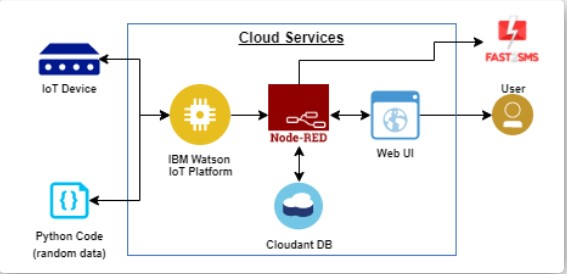 Cloud Services
FAST2SMS
IoT Device
User
IBM Watson
IoT Platform
Node-RED
Web UI
Python Code
(random data)
Cloudant DB